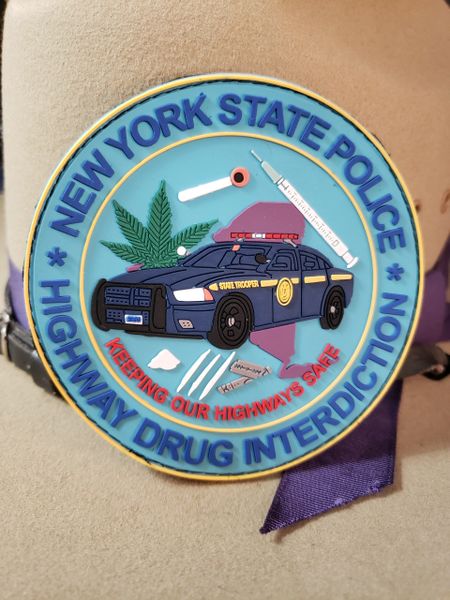 NEW YORK STATE POLICE
STATE TROOPER
KEEPING OUR HIGHWAYS SAFE
* HIGHWAY DRUG INTERDICTION *